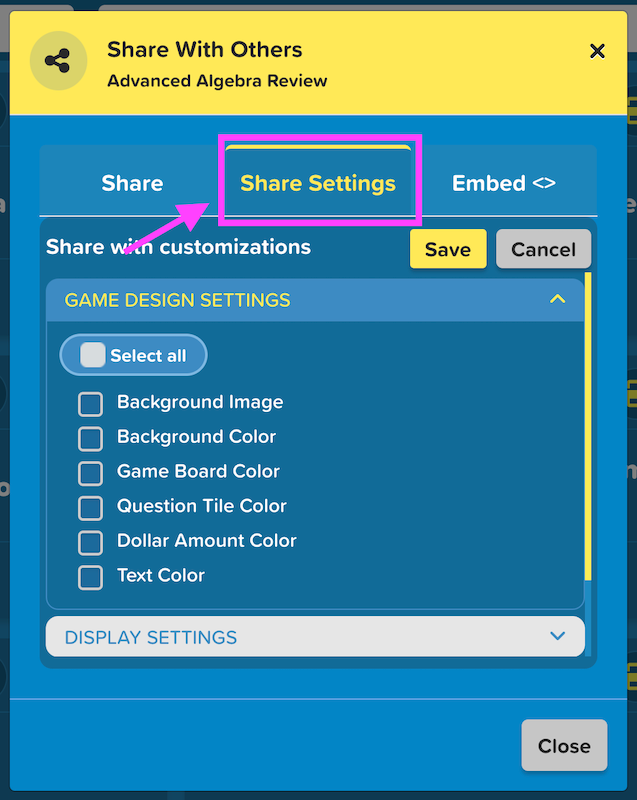 Share With Others
Advanced Algebra Review
Share
Share Settings
Embed <>
Share with customizations
Save
Cancel
GAME DESIGN SETTINGS
Select all
Background Image
Background Color
Game Board Color
Question Tile Color
Dollar Amount Color
Text Color
DISPLAY SETTINGS
Close